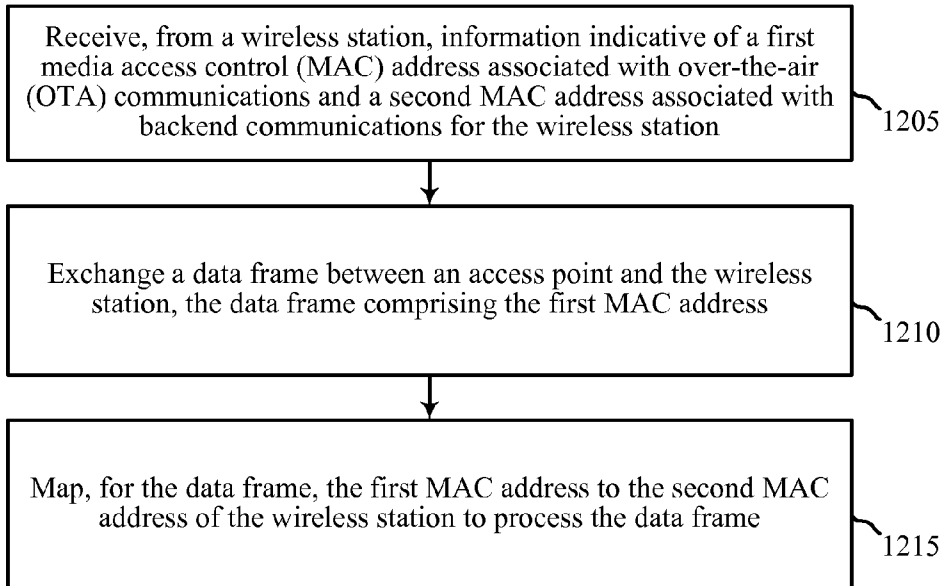 Receive, from a wireless station, information indicative of a first
media access control (MAC) address associated with over-the-air
(OTA) communications and a second MAC address associated with
backend communications for the wireless station
1205
Exchange a data frame between an access point and the wireless
station, the data frame comprising the first MAC address
1210
Map, for the data frame, the first MAC address to the second MAC
address of the wireless station to process the data frame
1215